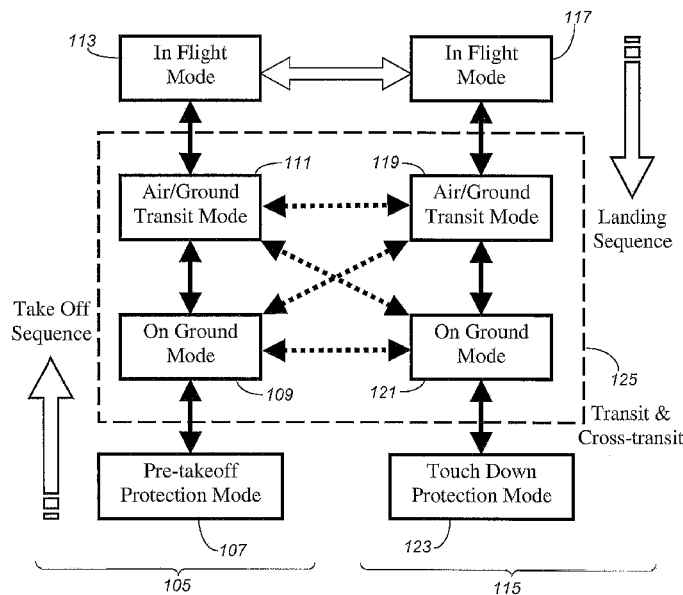 113
In Flight
Mode
In Flight
Mode
117
111
119
Air/Ground
Transit Mode
Air/Ground
Transit Mode
Landing
Sequence
Take Off
Sequence
On Ground
Mode
On Ground
Mode
109
121
125
Transit &
Cross-transit
Pre-takeoff
Protection Mode
Touch Down
Protection Mode
107
123
105
115